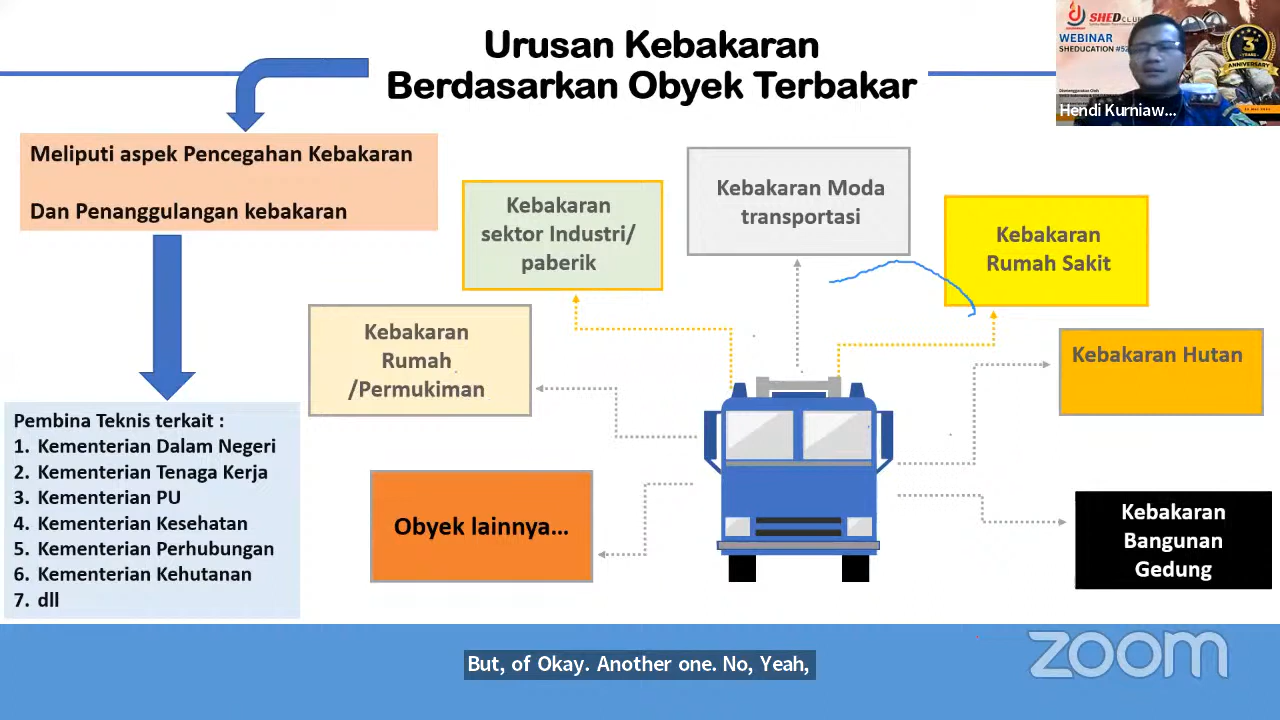 Urusan Kebakaran
Berdasarkan Obyek Terbakar
SHEDCLUB
WEBINAR
SHEDUCATION #52
3
ANNIVERSARY
Hendi Kurniaw...
Meliputi aspek Pencegahan Kebakaran
Dan Penanggulangan kebakaran
Kebakaran
sektor Industri/
paberik
Kebakaran Moda
transportasi
Kebakaran
Rumah Sakit
Kebakaran
Rumah
/Permukiman
Kebakaran Hutan
Pembina Teknis terkait :
1. Kementerian Dalam Negeri
2. Kementerian Tenaga Kerja
3. Kementerian PU
4. Kementerian Kesehatan
5. Kementerian Perhubungan
6. Kementerian Kehutanan
7. dll
Obyek lainnya...
Kebakaran
Bangunan
Gedung
zoom
But, of Okay. Another one. No, Yeah,